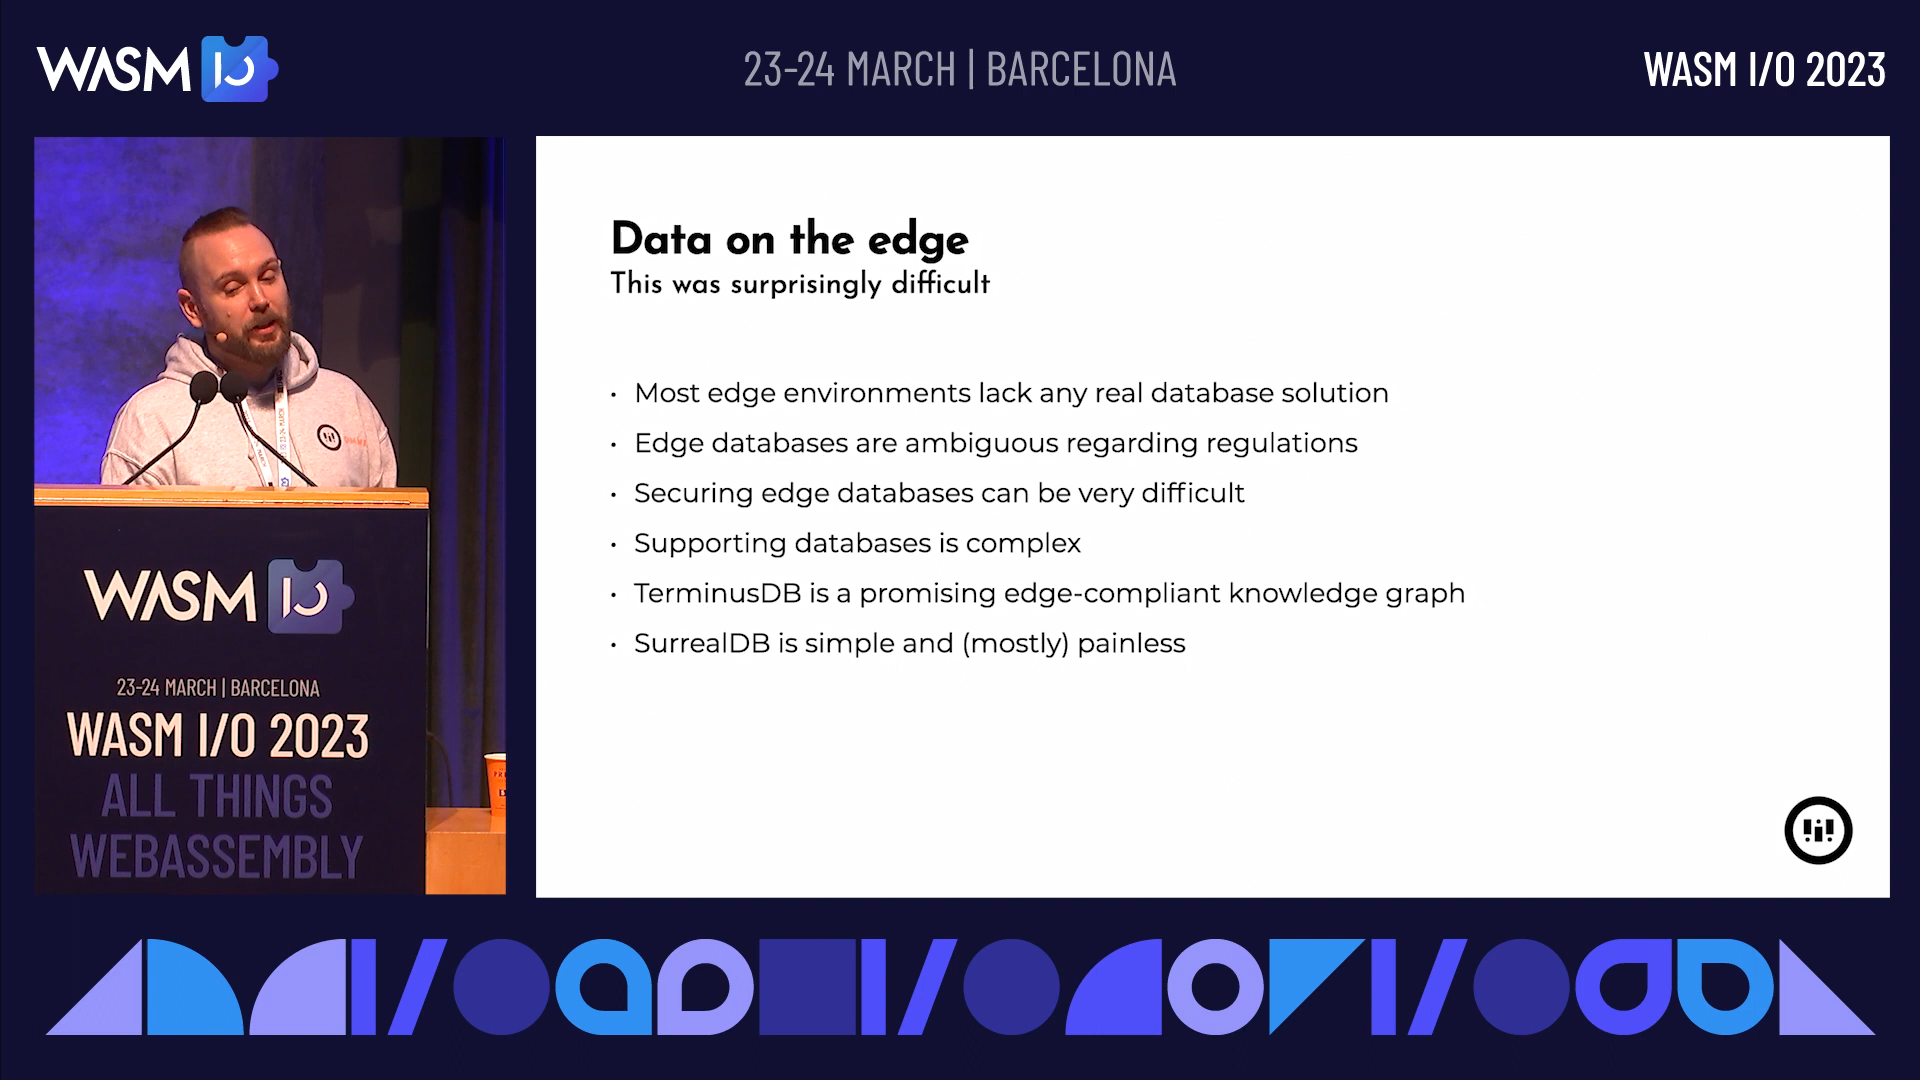 WASM IO
23-24 MARCH | BARCELONA
WASM I/O 2023
Data on the edge
This was surprisingly difficult
• Most edge environments lack any real database solution
• Edge databases are ambiguous regarding regulations
• Securing edge databases can be very difficult
• Supporting databases is complex
• TerminusDB is a promising edge-compliant knowledge graph
• SurrealDB is simple and (mostly) painless
WASM IO
23-24 MARCH | BARCELONA
WASM I/O 2023
ALL THINGS
WEBASSEMBLY